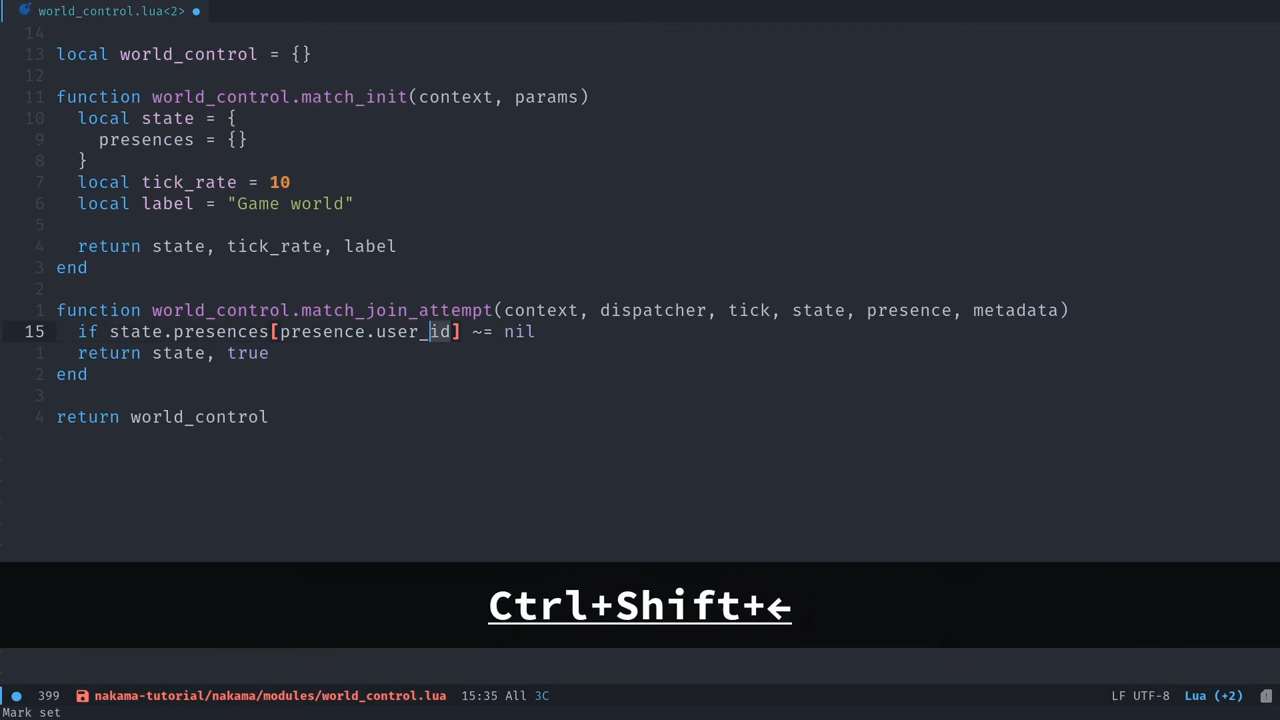 world_control.lua<2>
14
13 local world_control = {}
12
11 function world_control.match_init(context, params)
10 local state = {
9 presences = {}
8 }
7 local tick_rate = 10
6 local label = "Game world"
5
4 return state, tick_rate, label
3 end
2
1 function world_control.match_join_attempt(context, dispatcher, tick, state, presence, metadata)
15 if state.presences[presence.user_id] ~= nil
1 return state, true
2 end
3
4 return world_control
Ctrl+Shift+←
399 nakama-tutorial/nakama/modules/world_control.lua 15:35 All 3C LF UTF-8 Lua (+2)
Mark set